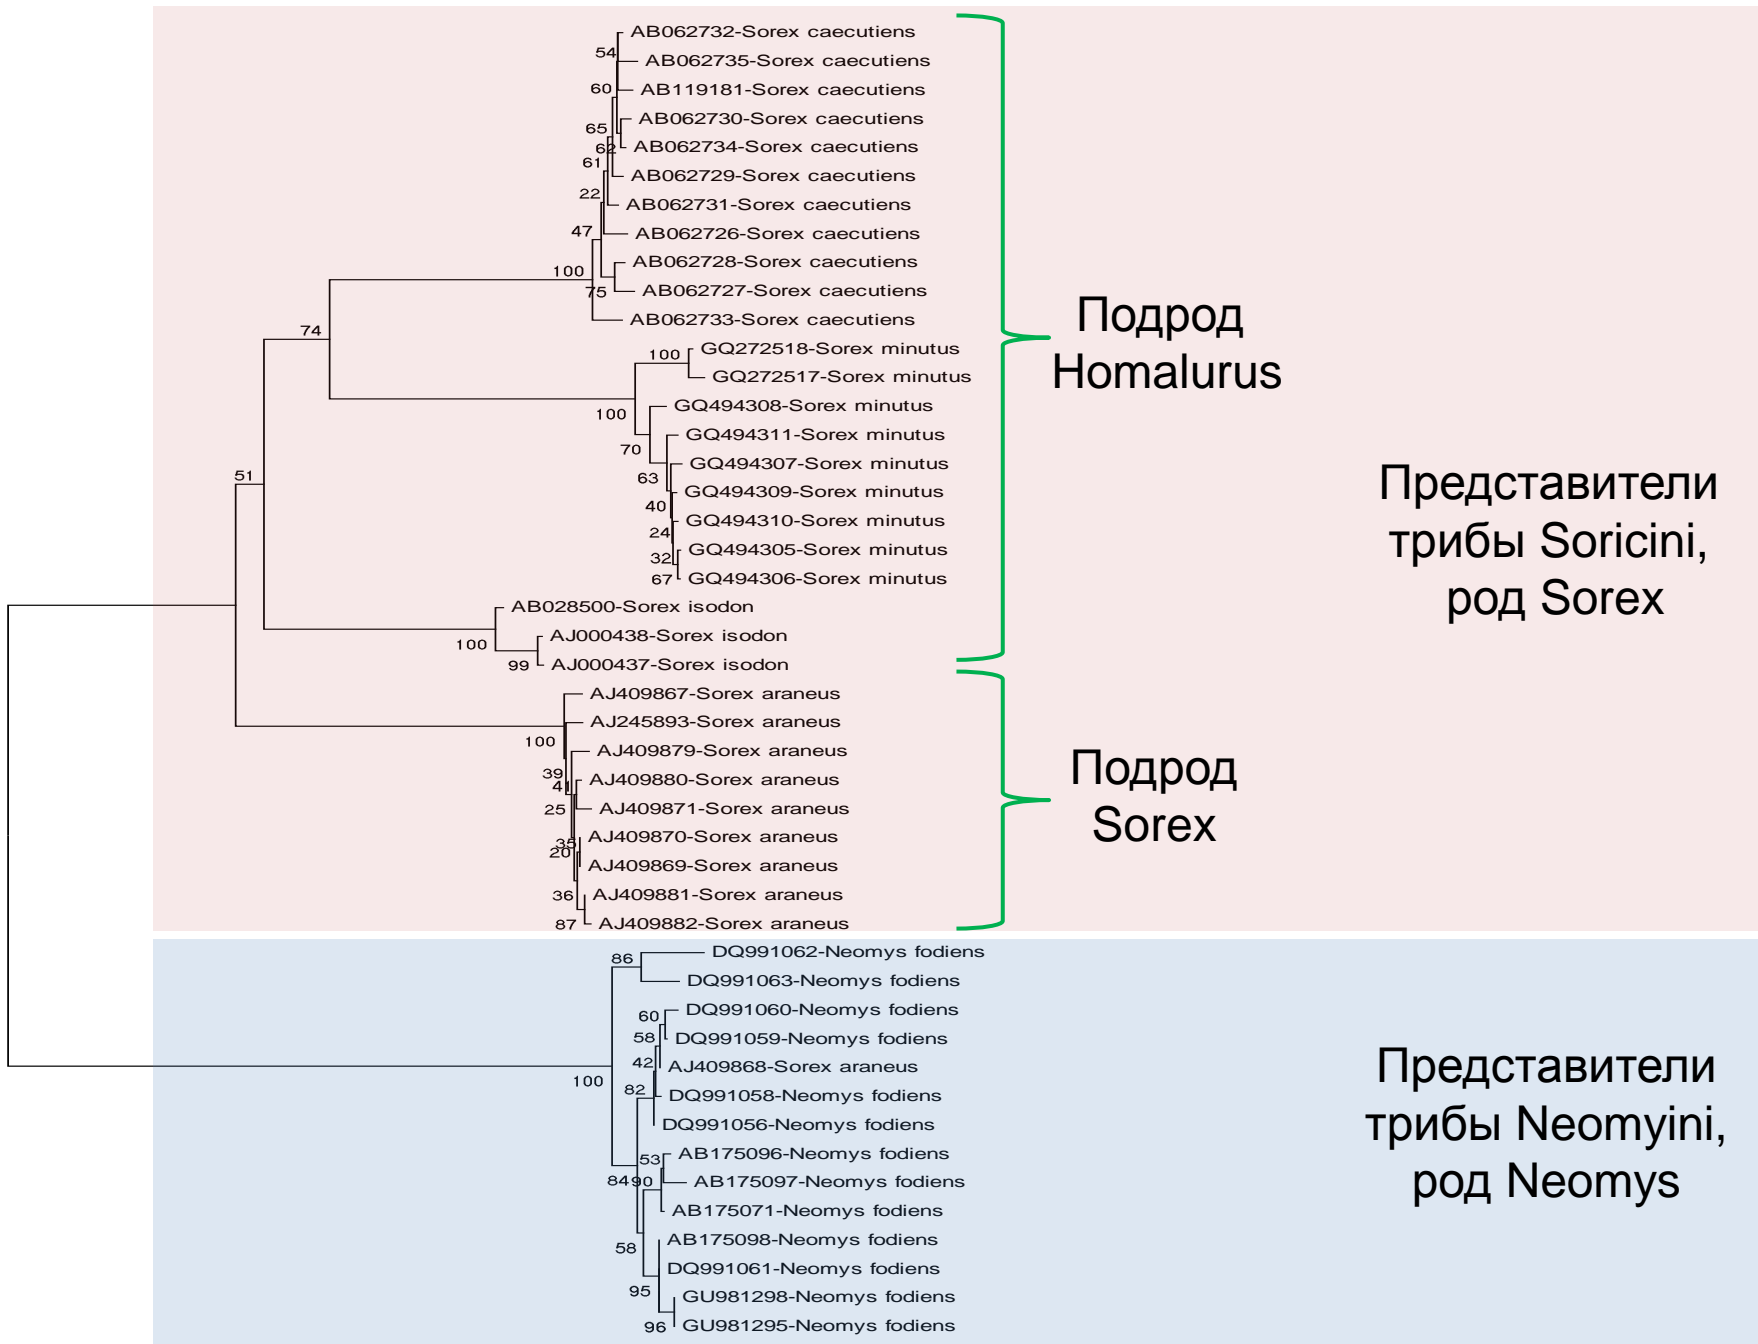 AB062732-Sorex caecutiens
54
AB062735-Sorex caecutiens
60
AB119181-Sorex caecutiens
AB062730-Sorex caecutiens
65
62
AB062734-Sorex caecutiens
61
AB062729-Sorex caecutiens
22
AB062731-Sorex caecutiens
47
AB062726-Sorex caecutiens
100
AB062728-Sorex caecutiens
75
AB062727-Sorex caecutiens
AB062733-Sorex caecutiens
74
100
GQ272518-Sorex minutus
GQ272517-Sorex minutus
100
GQ494308-Sorex minutus
GQ494311-Sorex minutus
70
GQ494307-Sorex minutus
63
GQ494309-Sorex minutus
40
GQ494310-Sorex minutus
24
GQ494305-Sorex minutus
32
67
GQ494306-Sorex minutus
51
AB028500-Sorex isodon
100
AJ000438-Sorex isodon
99
AJ000437-Sorex isodon
AJ409867-Sorex araneus
AJ245893-Sorex araneus
100
AJ409879-Sorex araneus
39
41
AJ409880-Sorex araneus
25
AJ409871-Sorex araneus
AJ409870-Sorex araneus
35
20
AJ409869-Sorex araneus
36
AJ409881-Sorex araneus
87
AJ409882-Sorex araneus
Подрод
Homalurus
Подрод
Sorex
Представители
трибы Soricini,
род Sorex
DQ991062-Neomys fodiens
86
DQ991063-Neomys fodiens
DQ991060-Neomys fodiens
60
58
DQ991059-Neomys fodiens
42
AJ409868-Sorex araneus
100
82
DQ991058-Neomys fodiens
DQ991056-Neomys fodiens
53
AB175096-Neomys fodiens
84
90
AB175097-Neomys fodiens
AB175071-Neomys fodiens
58
AB175098-Neomys fodiens
DQ991061-Neomys fodiens
95
GU981298-Neomys fodiens
96
GU981295-Neomys fodiens
Представители
трибы Neomyini,
род Neomys